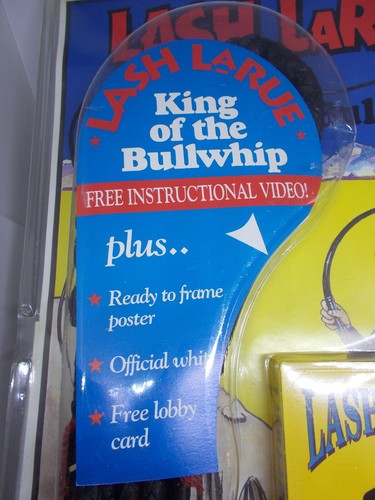 LASH LARUE
LASH LARUE
King
of the
Bullwhip
FREE INSTRUCTIONAL VIDEO!
plus..
Ready to frame
poster
Official
Free lobby
card
LASH